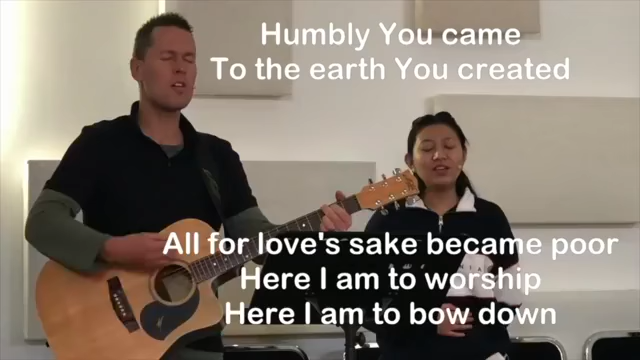 Humbly You came
To the earth You created
All for love's sake became poor
Here I am to worship
Here I am to bow down